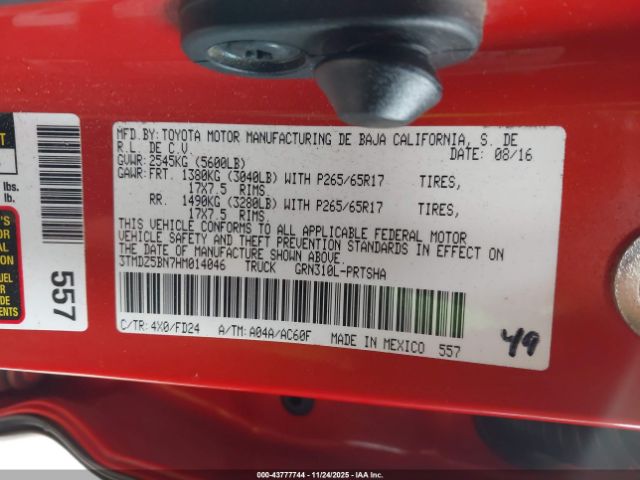 MFD.BY:TOYOTA MOTOR MANUFACTURING DE BAJA CALIFORNIA, S. DE
R.L. DE C.V. DATE: 08/16
GVWR:2545KG (5600LB)
GAWR:FRT. 1380KG (3040LB) WITH P265/65R17 TIRES,
17X7.5 RIMS
RR. 1490KG (3280LB) WITH P265/65R17 TIRES,
17X7.5 RIMS
THIS VEHICLE CONFORMS TO ALL APPLICABLE FEDERAL MOTOR
VEHICLE SAFETY AND THEFT PREVENTION STANDARDS IN EFFECT ON
THE DATE OF MANUFACTURE SHOWN ABOVE.
3TMDZ5BN7HM014046 TRUCK GRN310L-PRTSHA
C/TR:4X0/FD24 A/TM:A04A/AC60F MADE IN MEXICO 557
49
lbs.
lbs.
557
000-43777744 11/24/2025 - IAAI.CA